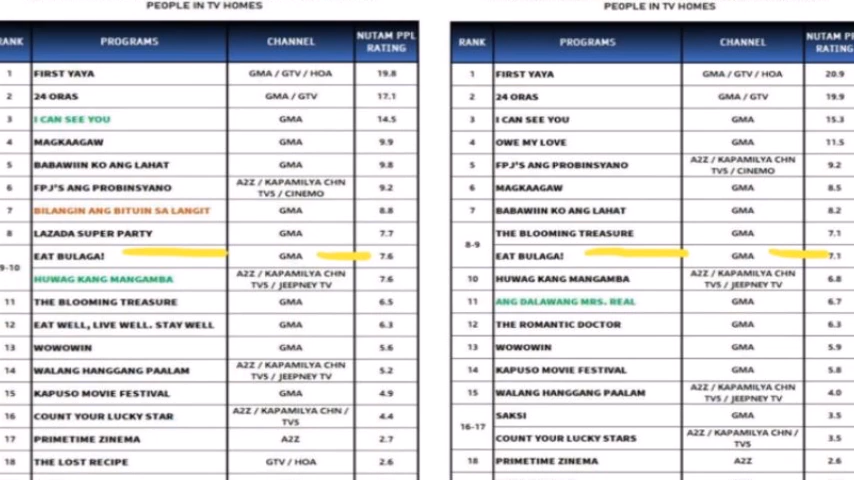 PEOPLE IN TV HOMES
RANK PROGRAMS CHANNEL NUTAM PPL RATING
1 FIRST YAYA GMA / GTV / HOA 19.8
2 24 ORAS GMA / GTV 17.1
3 I CAN SEE YOU GMA 14.5
4 MAGKAAGAW GMA 9.9
5 BABAWIIN KO ANG LAHAT GMA 9.8
6 FPJ'S ANG PROBINSYANO A2Z / KAPAMILYA CHN TV5 / CINEMO 9.2
7 BILANGIN ANG BITUIN SA LANGIT GMA 8.8
8 LAZADA SUPER PARTY GMA 7.7
9-10 EAT BULAGA! GMA 7.6
HUWAG KANG MANGAMBA A2Z / KAPAMILYA CHN TV5 / JEEPNEY TV 7.6
11 THE BLOOMING TREASURE GMA 6.5
12 EAT WELL, LIVE WELL. STAY WELL GMA 6.3
13 WOWOWIN GMA 5.6
14 WALANG HANGGANG PAALAM A2Z / KAPAMILYA CHN TV5 / JEEPNEY TV 5.2
15 KAPUSO MOVIE FESTIVAL GMA 4.9
16 COUNT YOUR LUCKY STAR A2Z / KAPAMILYA CHN / TV5 4.4
17 PRIMETIME ZINEMA A2Z 2.7
18 THE LOST RECIPE GTV / HOA 2.6
PEOPLE IN TV HOMES
RANK PROGRAMS CHANNEL NUTAM PPL RATING
1 FIRST YAYA GMA / GTV / HOA 20.9
2 24 ORAS GMA / GTV 19.9
3 I CAN SEE YOU GMA 15.3
4 OWE MY LOVE GMA 11.5
5 FPJ'S ANG PROBINSYANO A2Z / KAPAMILYA CHN TV5 / CINEMO 9.2
6 MAGKAAGAW GMA 8.5
7 BABAWIIN KO ANG LAHAT GMA 8.2
8-9 THE BLOOMING TREASURE GMA 7.1
EAT BULAGA! GMA 7.1
10 HUWAG KANG MANGAMBA A2Z / KAPAMILYA CHN TV5 / JEEPNEY TV 6.8
11 ANG DALAWANG MRS. REAL GMA 6.7
12 THE ROMANTIC DOCTOR GMA 6.3
13 WOWOWIN GMA 5.9
14 KAPUSO MOVIE FESTIVAL GMA 5.8
15 WALANG HANGGANG PAALAM A2Z / KAPAMILYA CHN TV5 / JEEPNEY TV 4.0
16-17 SAKSI GMA 3.5
COUNT YOUR LUCKY STARS A2Z / KAPAMILYA CHN / TV5 3.5
18 PRIMETIME ZINEMA A2Z 2.6